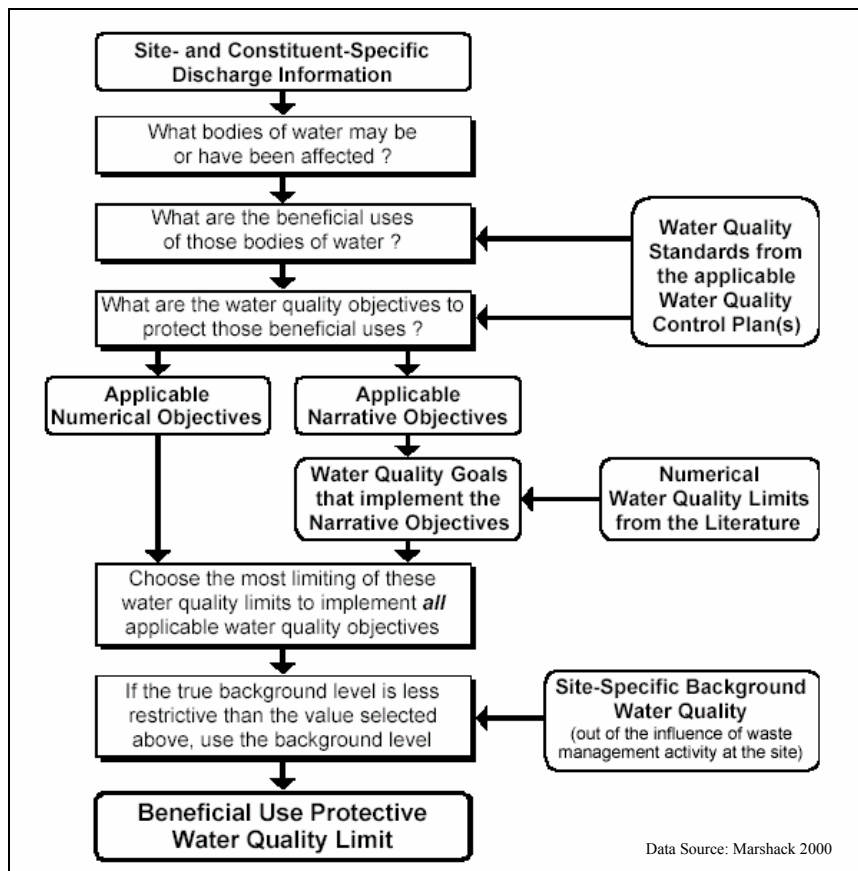 Site- and Constituent-Specific
Discharge Information
What bodies of water may be
or have been affected ?
What are the beneficial uses
of those bodies of water ?
Water Quality
Standards from
the applicable
Water Quality
Control Plan(s)
What are the water quality objectives to
protect those beneficial uses ?
Applicable
Numerical Objectives
Applicable
Narrative Objectives
Water Quality Goals
that implement the
Narrative Objectives
Numerical
Water Quality Limits
from the Literature
Choose the most limiting of these
water quality limits to implement all
applicable water quality objectives
If the true background level is less
restrictive than the value selected
above, use the background level
Site-Specific Background
Water Quality
(out of the influence of waste
management activity at the site)
Beneficial Use Protective
Water Quality Limit
Data Source: Marshack 2000